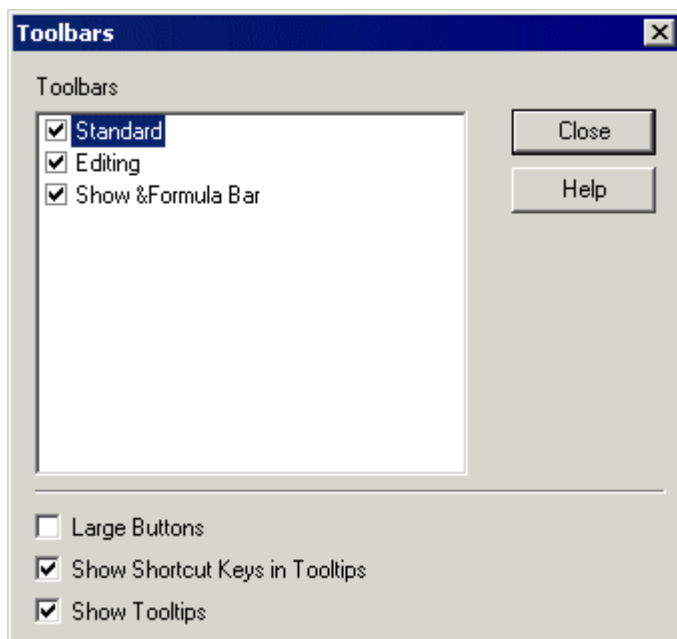 Toolbars
Toolbars
Standard
Editing
Show &Formula Bar
Close
Help
Large Buttons
Show Shortcut Keys in Tooltips
Show Tooltips